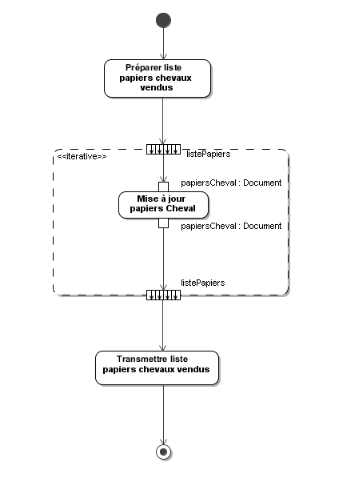 Préparer liste
papiers chevaux
vendus
listePapiers
<<iterative>>
papiersCheval : Document
Mise à jour
papiers Cheval
papiersCheval : Document
listePapiers
Transmettre liste
papiers chevaux vendus